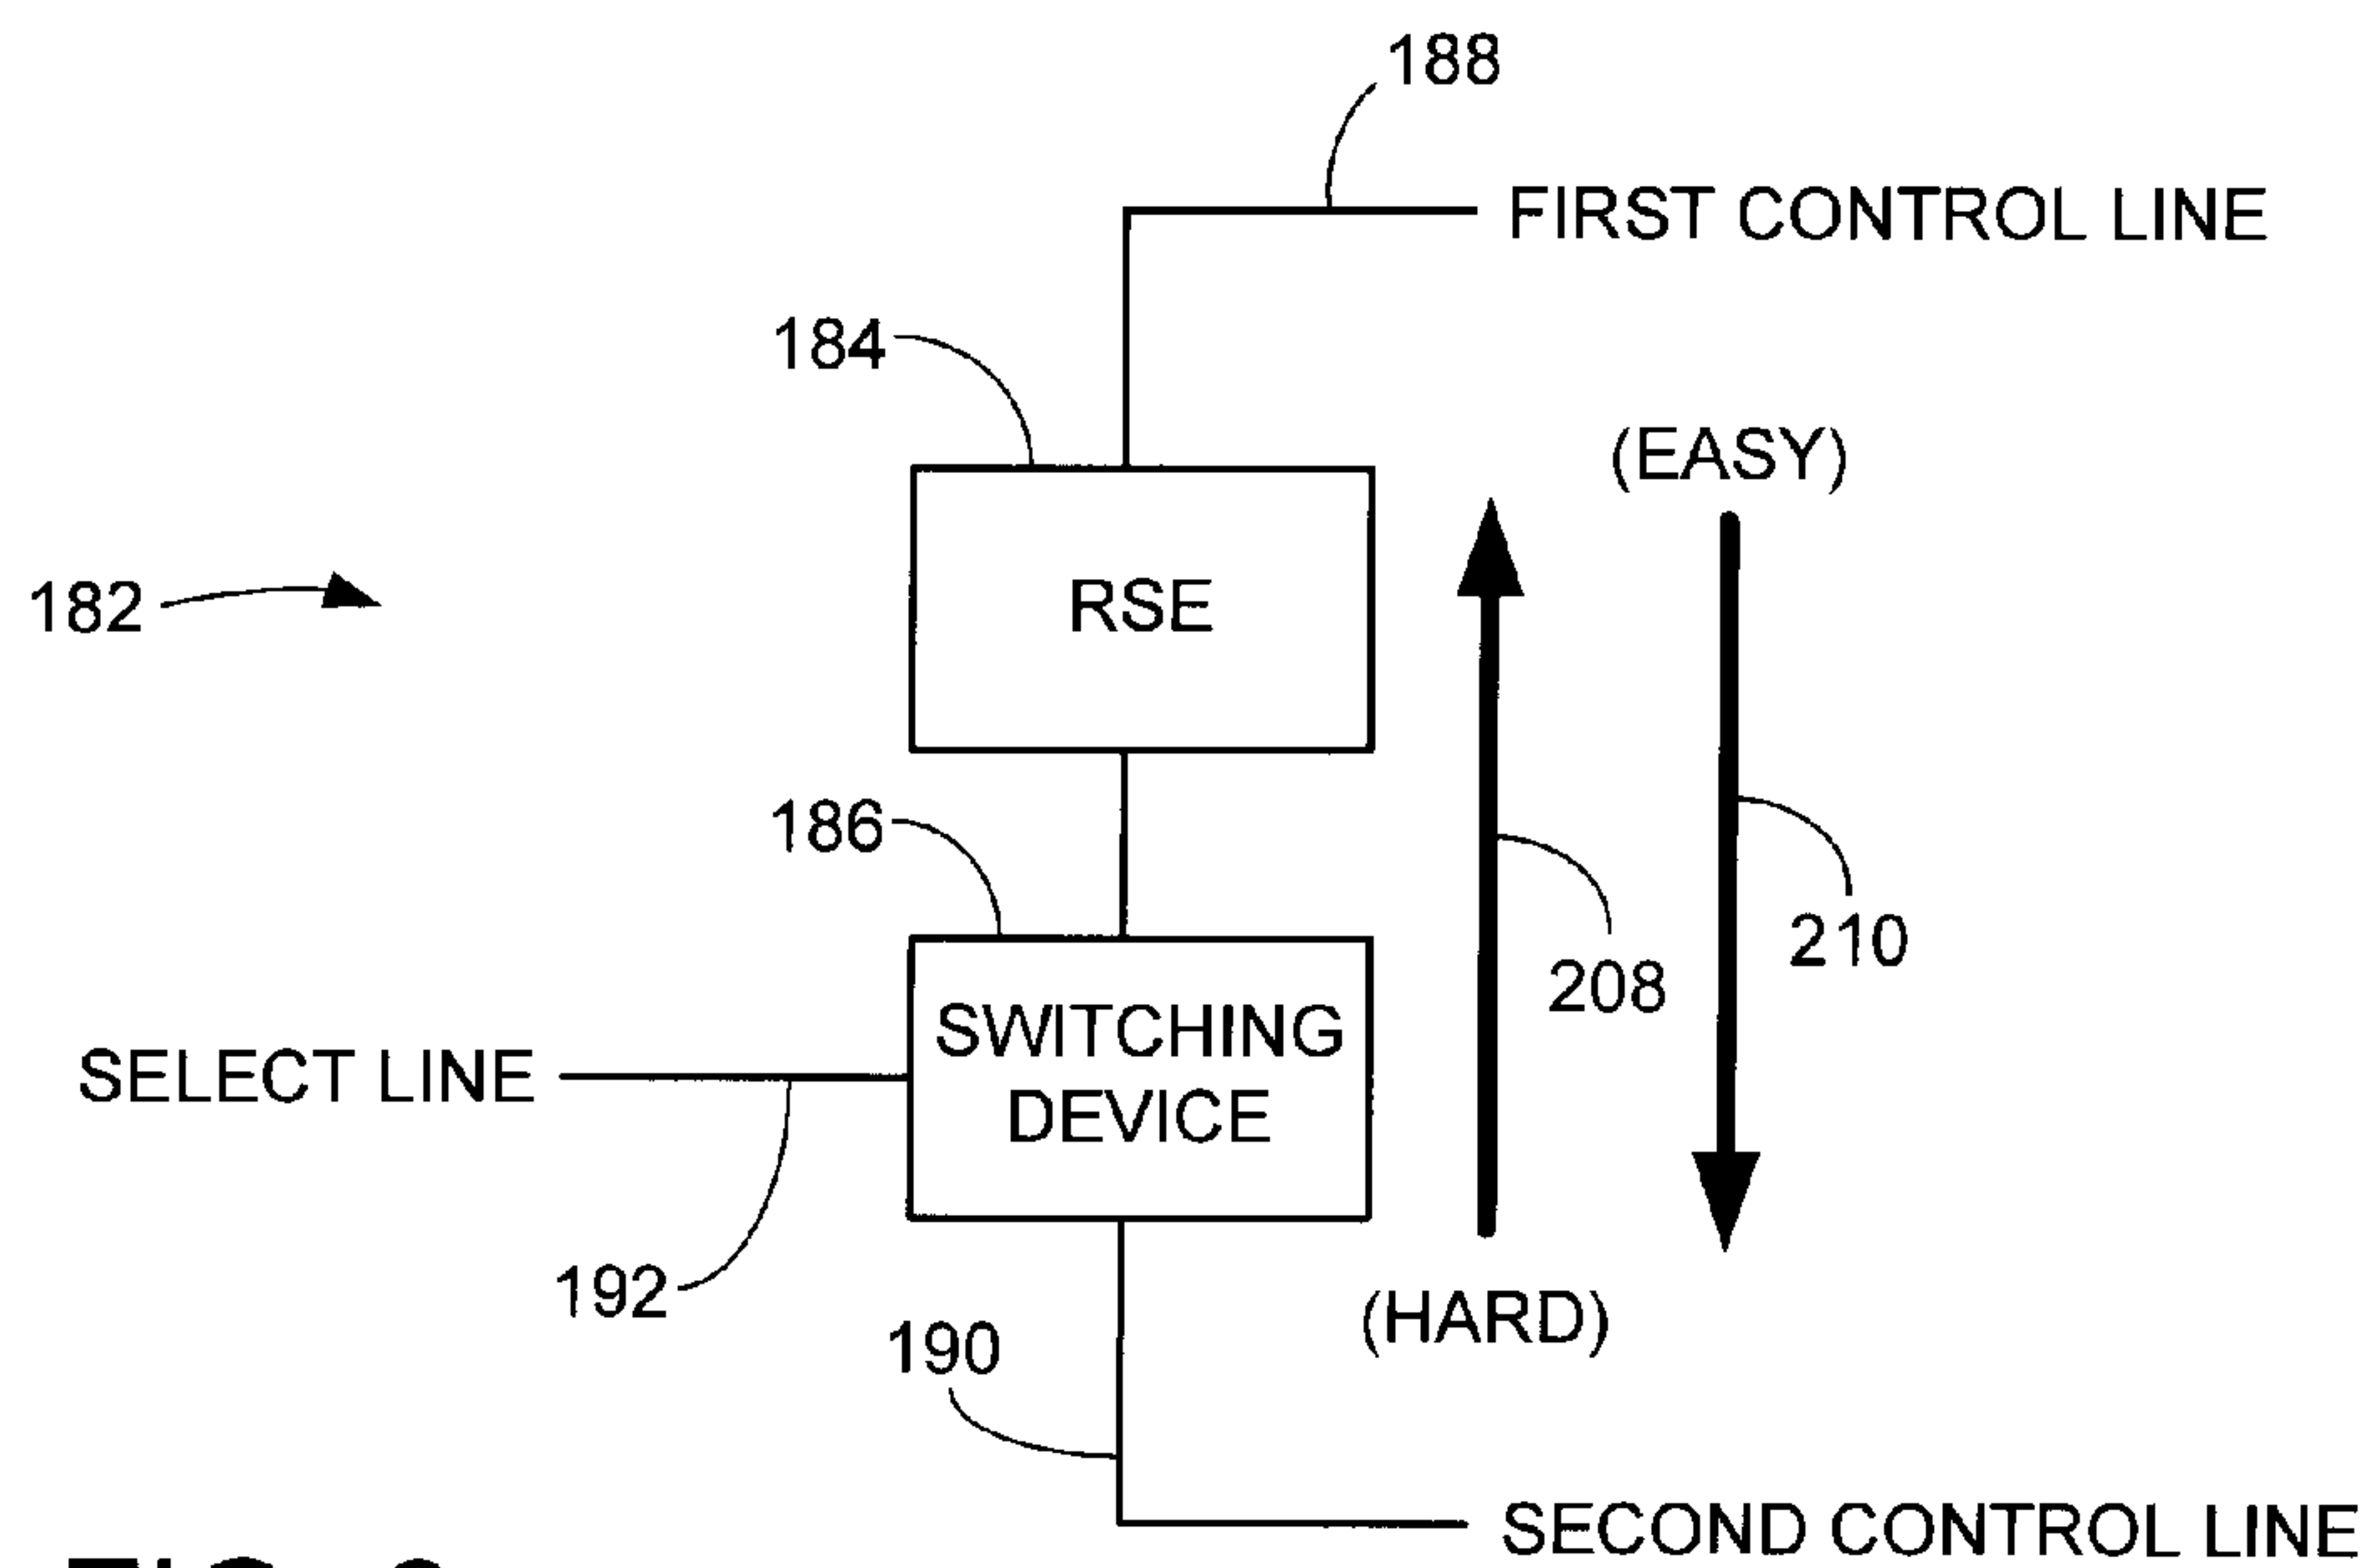 188
FIRST CONTROL LINE
184
(EASY)
182
RSE
186
210
208
SWITCHING
DEVICE
SELECT LINE
192
(HARD)
190
SECOND CONTROL LINE